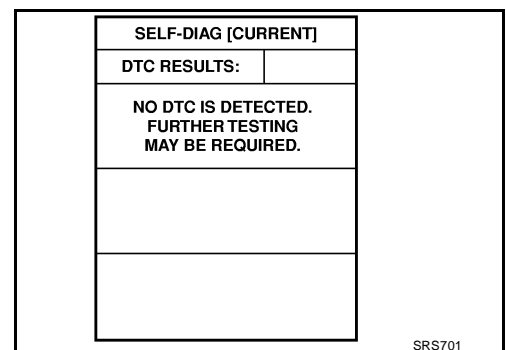 SELF-DIAG [CURRENT]
DTC RESULTS:
NO DTC IS DETECTED.
FURTHER TESTING
MAY BE REQUIRED.
SRS701